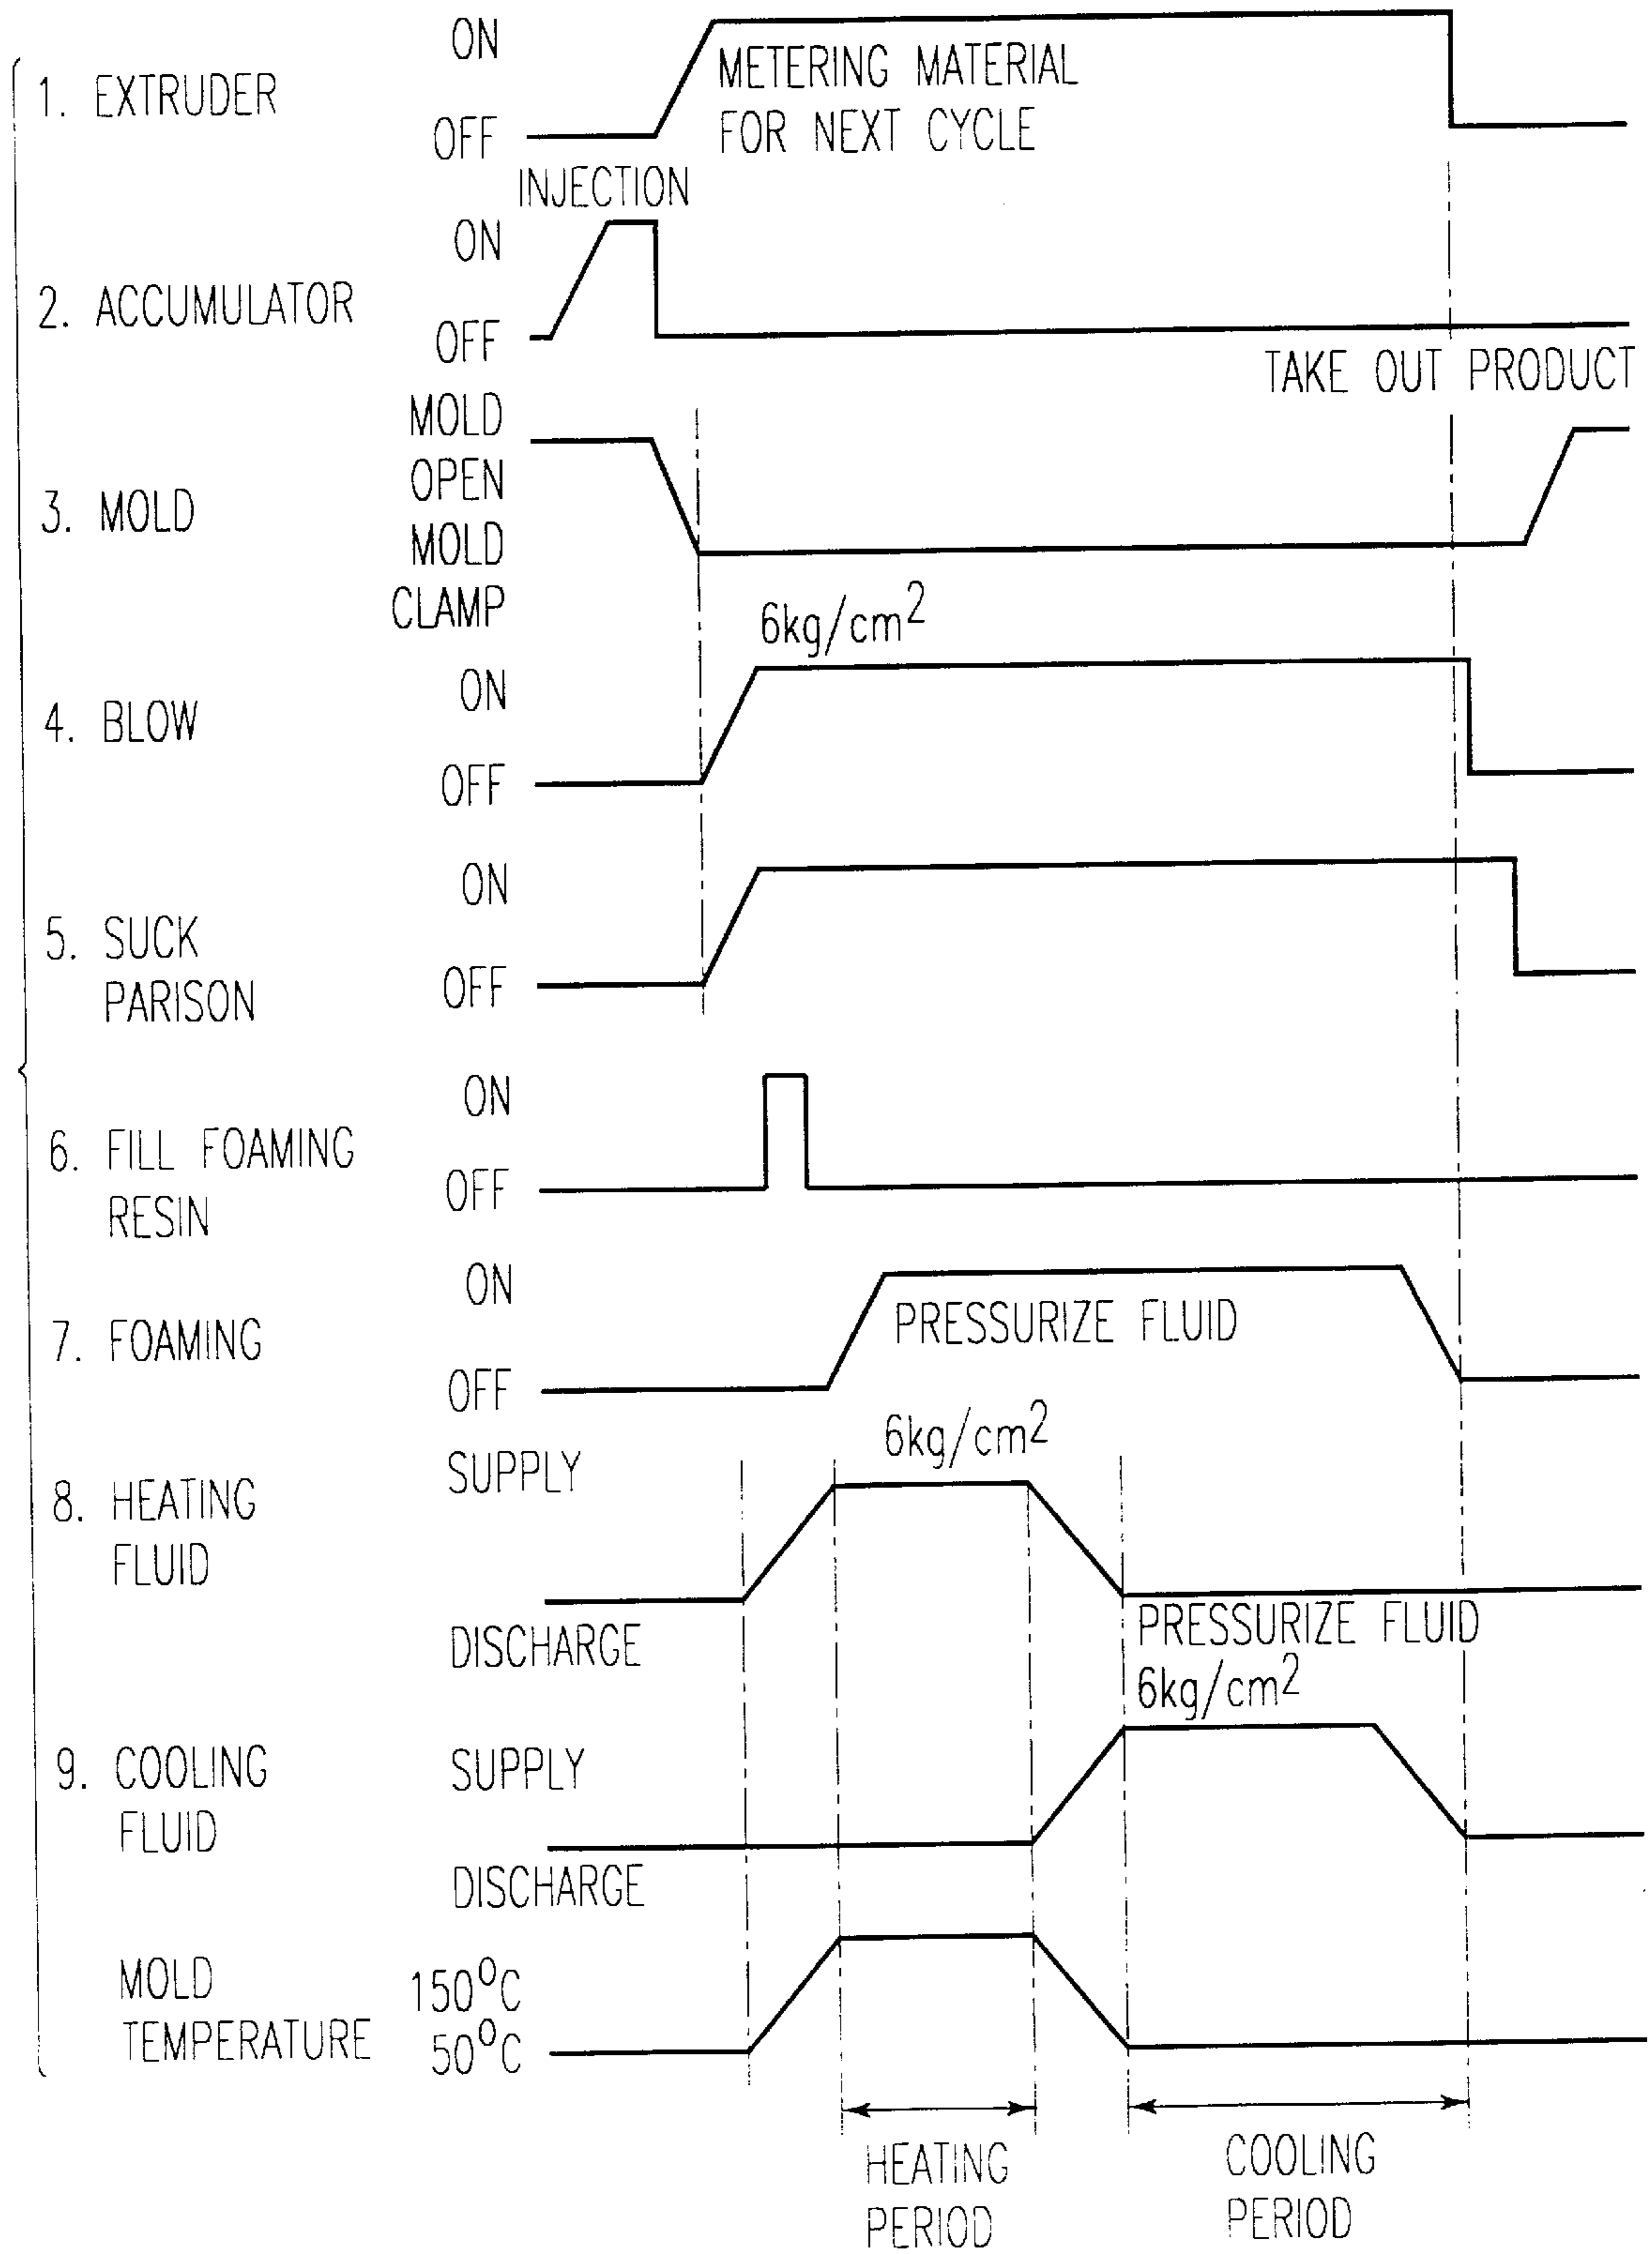 ON
1. EXTRUDER
METERING MATERIAL
FOR NEXT CYCLE
OFF
INJECTION
ON
2. ACCUMULATOR
OFF
TAKE OUT PRODUCT
MOLD
OPEN
3. MOLD
MOLD
CLAMP
6kg/cm²
ON
4. BLOW
OFF
ON
5. SUCK
PARISON
OFF
ON
6. FILL FOAMING
RESIN
OFF
ON
7. FOAMING
PRESSURIZE FLUID
OFF
6kg/cm²
SUPPLY
8. HEATING
FLUID
DISCHARGE
PRESSURIZE FLUID
6kg/cm²
9. COOLING
FLUID
SUPPLY
DISCHARGE
MOLD
TEMPERATURE
150°C
50°C
HEATING
PERIOD
COOLING
PERIOD